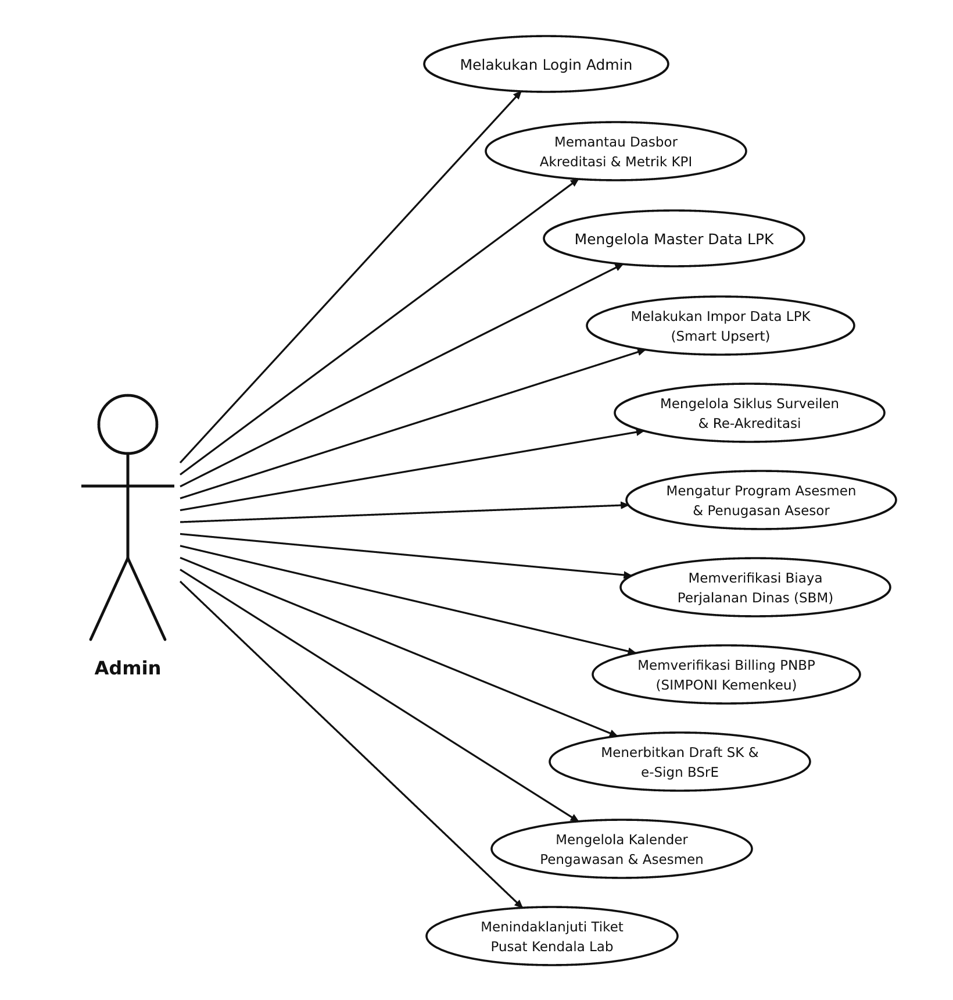 Melakukan Login Admin
Memantau Dasbor
Akreditasi & Metrik KPI
Mengelola Master Data LPK
Melakukan Impor Data LPK
(Smart Upsert)
Mengelola Siklus Surveilen
& Re-Akreditasi
Mengatur Program Asesmen
& Penugasan Asesor
Memverifikasi Biaya
Perjalanan Dinas (SBM)
Admin
Memverifikasi Billing PNBP
(SIMPONI Kemenkeu)
Menerbitkan Draft SK &
e-Sign BSrE
Mengelola Kalender
Pengawasan & Asesmen
Menindaklanjuti Tiket
Pusat Kendala Lab